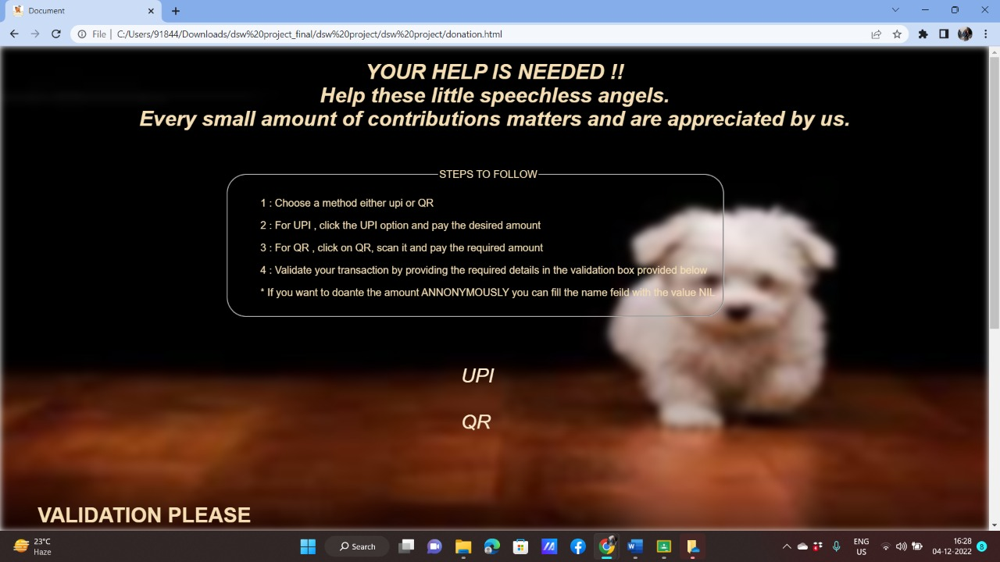 Document
File
C:/Users/91844/Downloads/dsw%20project_final/dsw%20project/dsw%20project/donation.html
YOUR HELP IS NEEDED !!
Help these little speechless angels.
Every small amount of contributions matters and are appreciated by us.
STEPS TO FOLLOW
1 : Choose a method either upi or QR
2 : For UPI , click the UPI option and pay the desired amount
3 : For QR , click on QR, scan it and pay the required amount
4 : Validate your transaction by providing the required details in the validation box provided below
* If you want to doante the amount ANNONYMOUSLY you can fill the name feild with the value NIL
UPI
QR
VALIDATION PLEASE
23°C
Haze
Search
ENG
US
16:28
04-12-2022
8